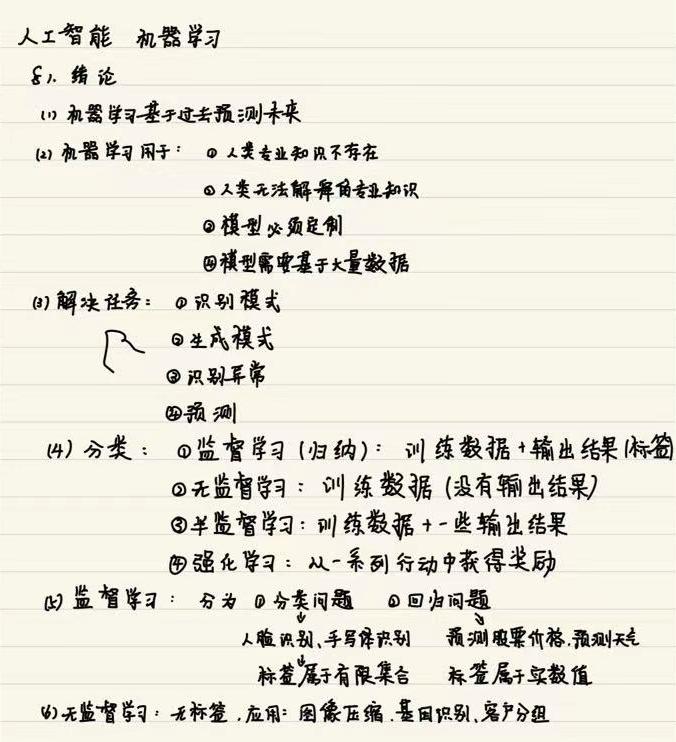 人工智能 机器学习
§1. 绪论
(1) 机器学习基于过去预测未来
(2) 机器学习用于： ① 人类专业知识不存在
②人类无法解释的专业知识
③模型必须定制
④模型需要基于大量数据
(3) 解决任务： ①识别模式
②生成模式
③识别异常
④预测
(4) 分类： ①监督学习（归纳）： 训练数据+输出结果(标签
②无监督学习： 训练数据（没有输出结果）
③半监督学习：训练数据+一些输出结果
④强化学习：从一系列行动中获得奖励
(5) 监督学习： 分为 ①分类问题 ②回归问题
人脸识别、手写体识别 预测股票价格,预测天气
标签属于有限集合 标签属于实数值
(6)无监督学习：无标签,应用：图像压缩.基因识别、客户分组